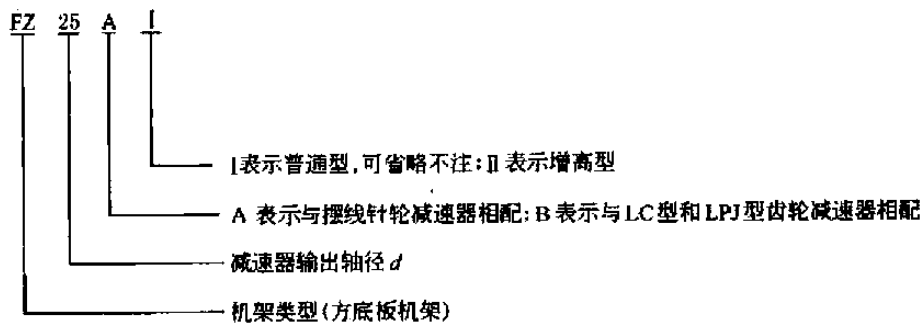 FZ 25 A I
I表示普通型,可省略不注;II 表示增高型
A 表示与摆线针轮减速器相配;B 表示与LC型和LPJ型齿轮减速器相配
减速器输出轴径d
机架类型(方底板机架)